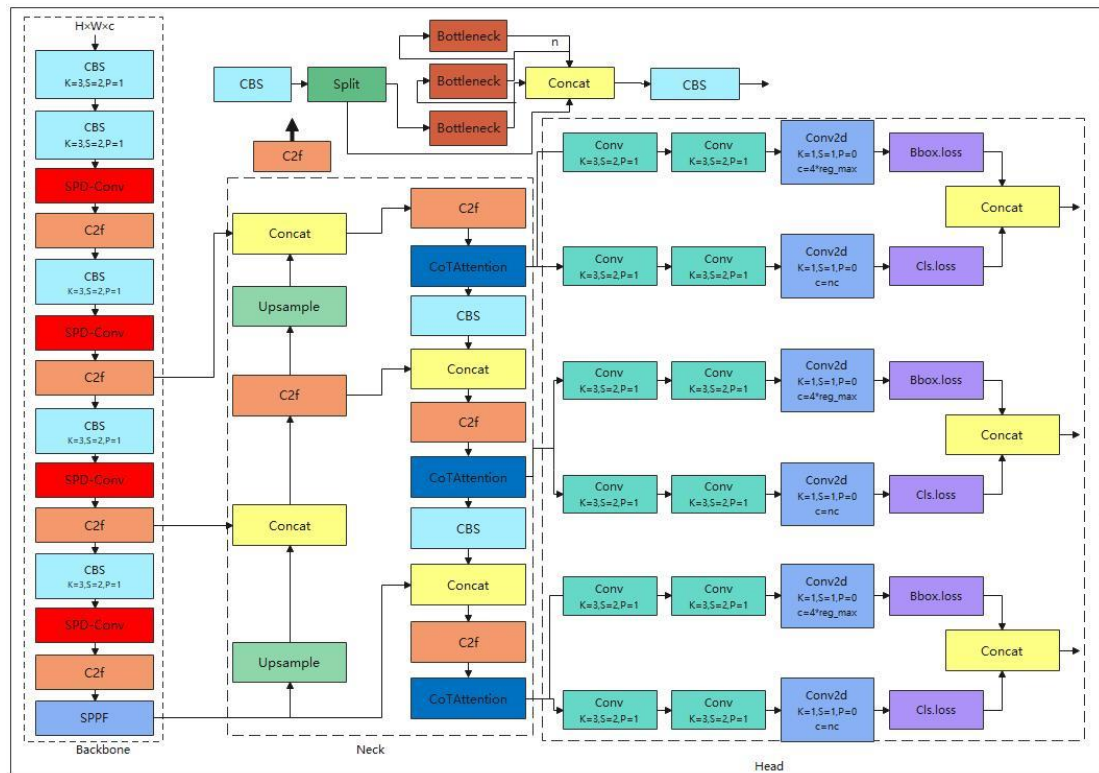 H×W×c
CBS
K=3,S=2,P=1
CBS
K=3,S=2,P=1
SPD-Conv
C2f
CBS
K=3,S=2,P=1
SPD-Conv
C2f
CBS
K=3,S=2,P=1
SPD-Conv
C2f
CBS
K=3,S=2,P=1
SPD-Conv
C2f
SPPF
Backbone
CBS
Split
Bottleneck
n
Bottleneck
Bottleneck
Concat
CBS
C2f
Concat
Upsample
C2f
Concat
Upsample
C2f
CoTAttention
CBS
Concat
C2f
CoTAttention
CBS
Concat
C2f
CoTAttention
Neck
Conv
K=3,S=2,P=1
Conv
K=3,S=2,P=1
Conv2d
K=1,S=1,P=0
c=4*reg_max
Bbox.loss
Concat
Conv
K=3,S=2,P=1
Conv
K=3,S=2,P=1
Conv2d
K=1,S=1,P=0
c=nc
Cls.loss
Conv
K=3,S=2,P=1
Conv
K=3,S=2,P=1
Conv2d
K=1,S=1,P=0
c=4*reg_max
Bbox.loss
Concat
Conv
K=3,S=2,P=1
Conv
K=3,S=2,P=1
Conv2d
K=1,S=1,P=0
c=nc
Cls.loss
Conv
K=3,S=2,P=1
Conv
K=3,S=2,P=1
Conv2d
K=1,S=1,P=0
c=4*reg_max
Bbox.loss
Concat
Conv
K=3,S=2,P=1
Conv
K=3,S=2,P=1
Conv2d
K=1,S=1,P=0
c=nc
Cls.loss
Head